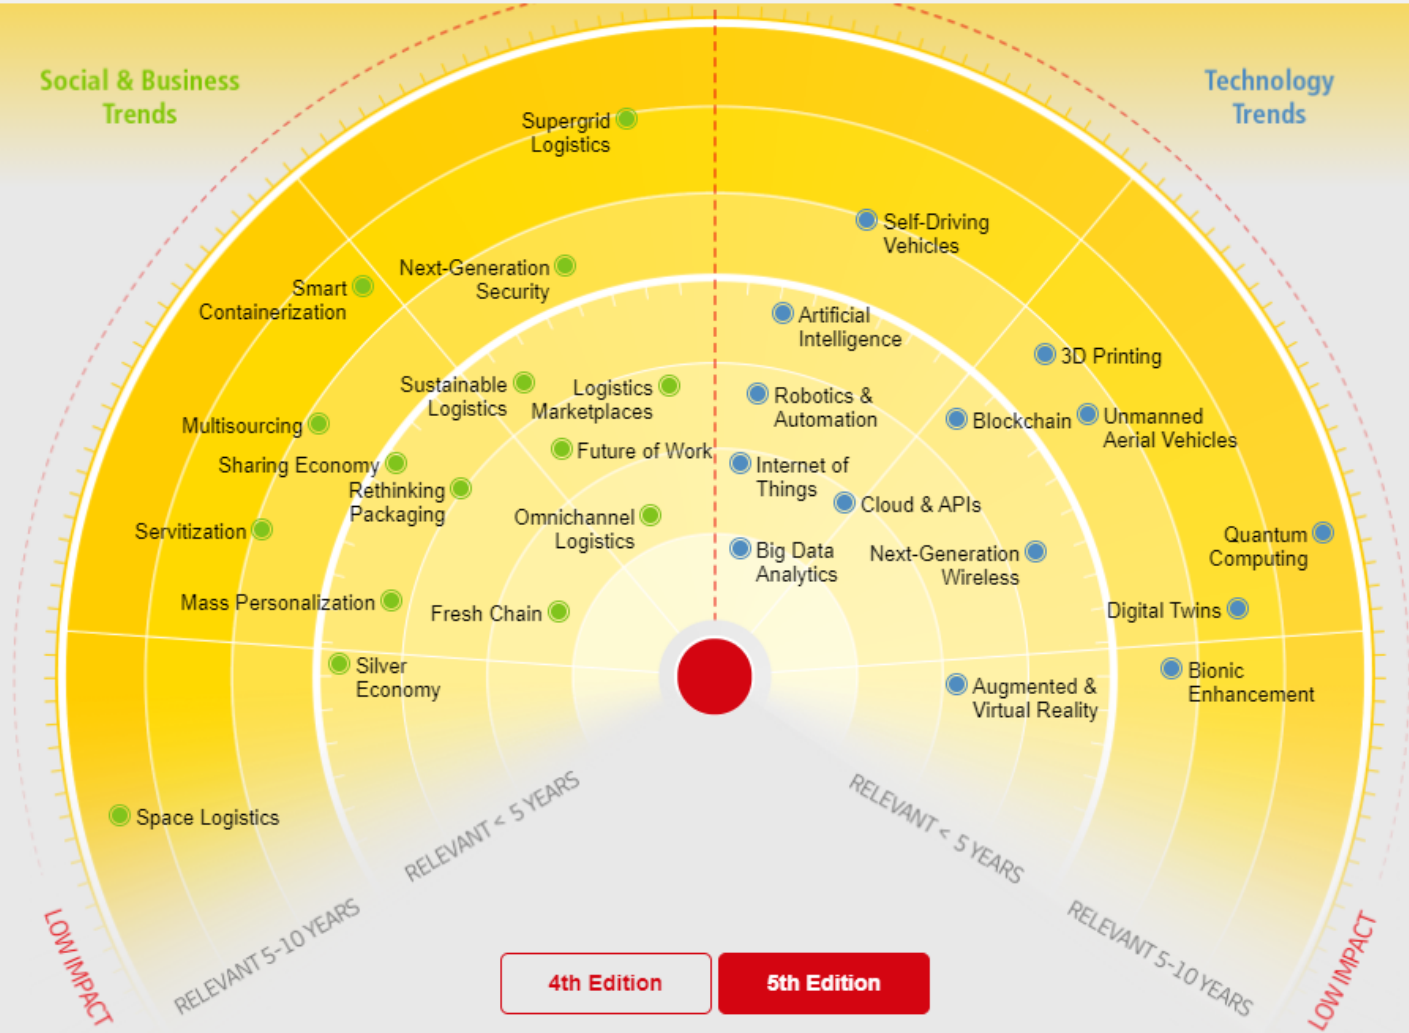 Social & Business
Trends
Technology
Trends
Supergrid
Logistics
Self-Driving
Vehicles
Next-Generation
Security
Smart
Containerization
Artificial
Intelligence
3D Printing
Sustainable
Logistics
Logistics
Marketplaces
Robotics &
Automation
Multisourcing
Blockchain
Unmanned
Aerial Vehicles
Sharing Economy
Future of Work
Internet of
Things
Rethinking
Packaging
Cloud & APIs
Servitization
Omnichannel
Logistics
Big Data
Analytics
Next-Generation
Wireless
Quantum
Computing
Mass Personalization
Fresh Chain
Digital Twins
Silver
Economy
Augmented &
Virtual Reality
Bionic
Enhancement
Space Logistics
RELEVANT < 5 YEARS
RELEVANT < 5 YEARS
RELEVANT 5-10 YEARS
RELEVANT 5-10 YEARS
LOW IMPACT
LOW IMPACT
4th Edition
5th Edition